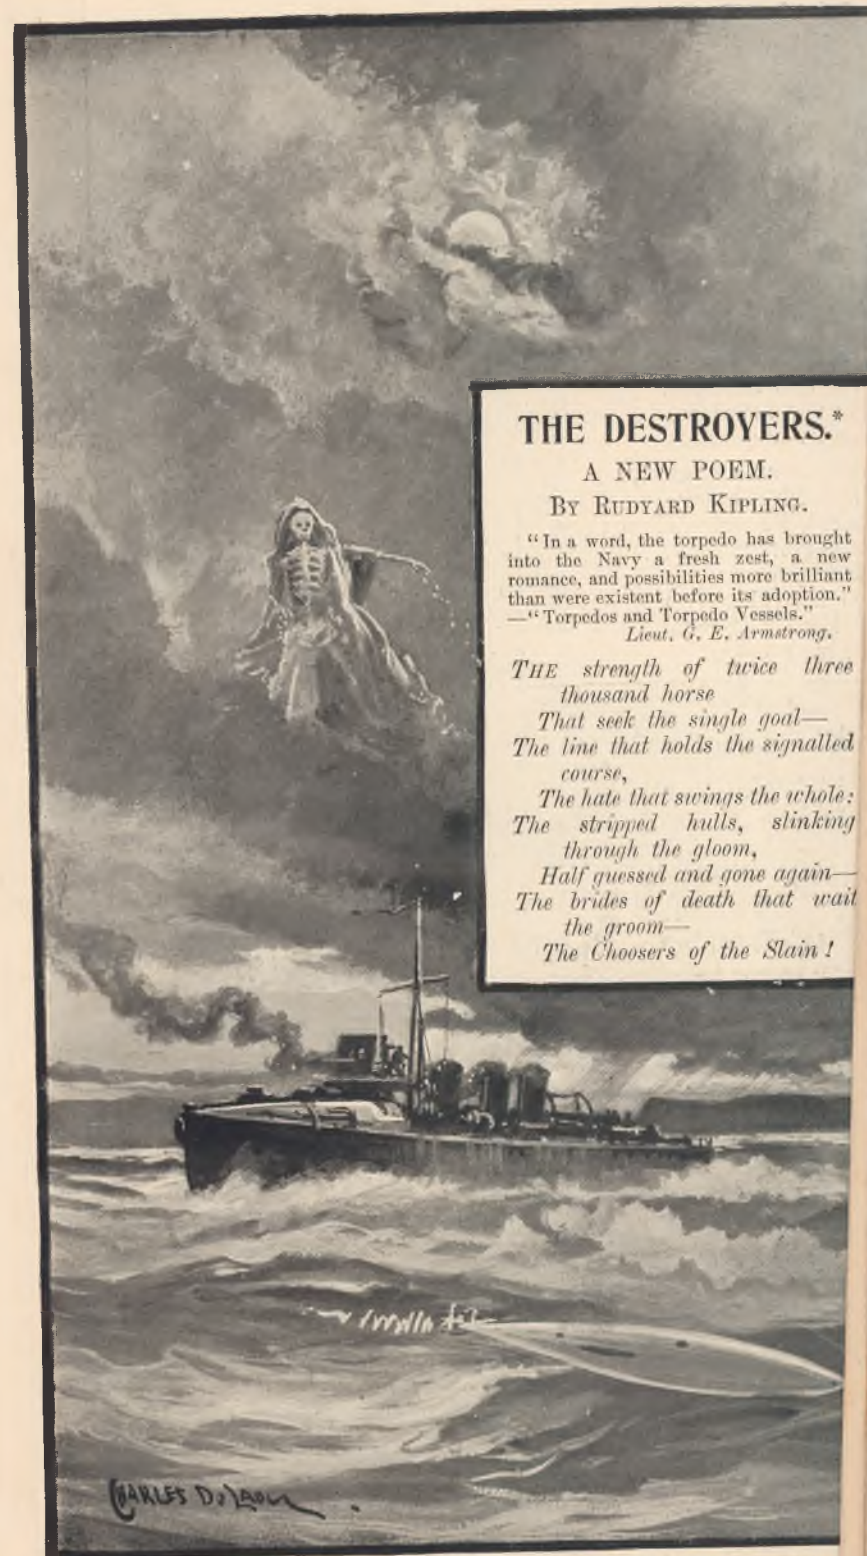 THE DESTROYERS.*
A NEW POEM.
BY RUDYARD KIPLING.
"In a word, the torpedo has brought
into the Navy a fresh zest, a new
romance, and possibilities more brilliant
than were existent before its adoption."
—"Torpedos and Torpedo Vessels."
Lieut. G. E. Armstrong.
THE strength of twice three
thousand horse
That seek the single goal—
The line that holds the signalled
course,
The hate that swings the whole:
The stripped hulls, slinking
through the gloom,
Half guessed and gone again—
The brides of death that wait
the groom—
The Choosers of the Slain!
CHARLES